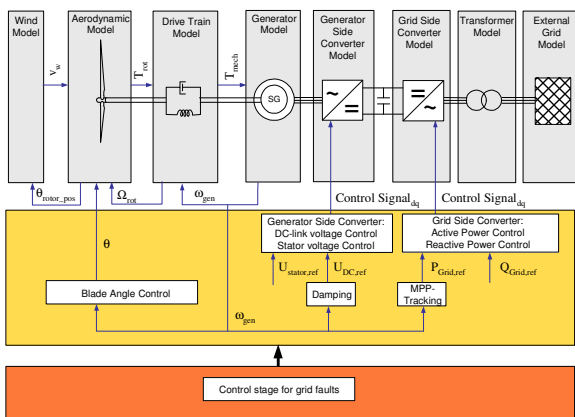 Wind
Model
Aerodynamic
Model
Drive Train
Model
Generator
Model
Generator
Side
Converter
Model
Grid Side
Converter
Model
Transformer
Model
External
Grid
Model
v_w
T_rot
T_mech
SG
~
=
=
~
θ_rotor_pos
Ω_rot
ω_gen
Control Signal_dq
Control Signal_dq
Generator Side Converter:
DC-link voltage Control
Stator voltage Control
Grid Side Converter:
Active Power Control
Reactive Power Control
θ
U_stator,ref
U_DC,ref
P_Grid,ref
Q_Grid,ref
Blade Angle Control
Damping
MPP-
Tracking
ω_gen
Control stage for grid faults